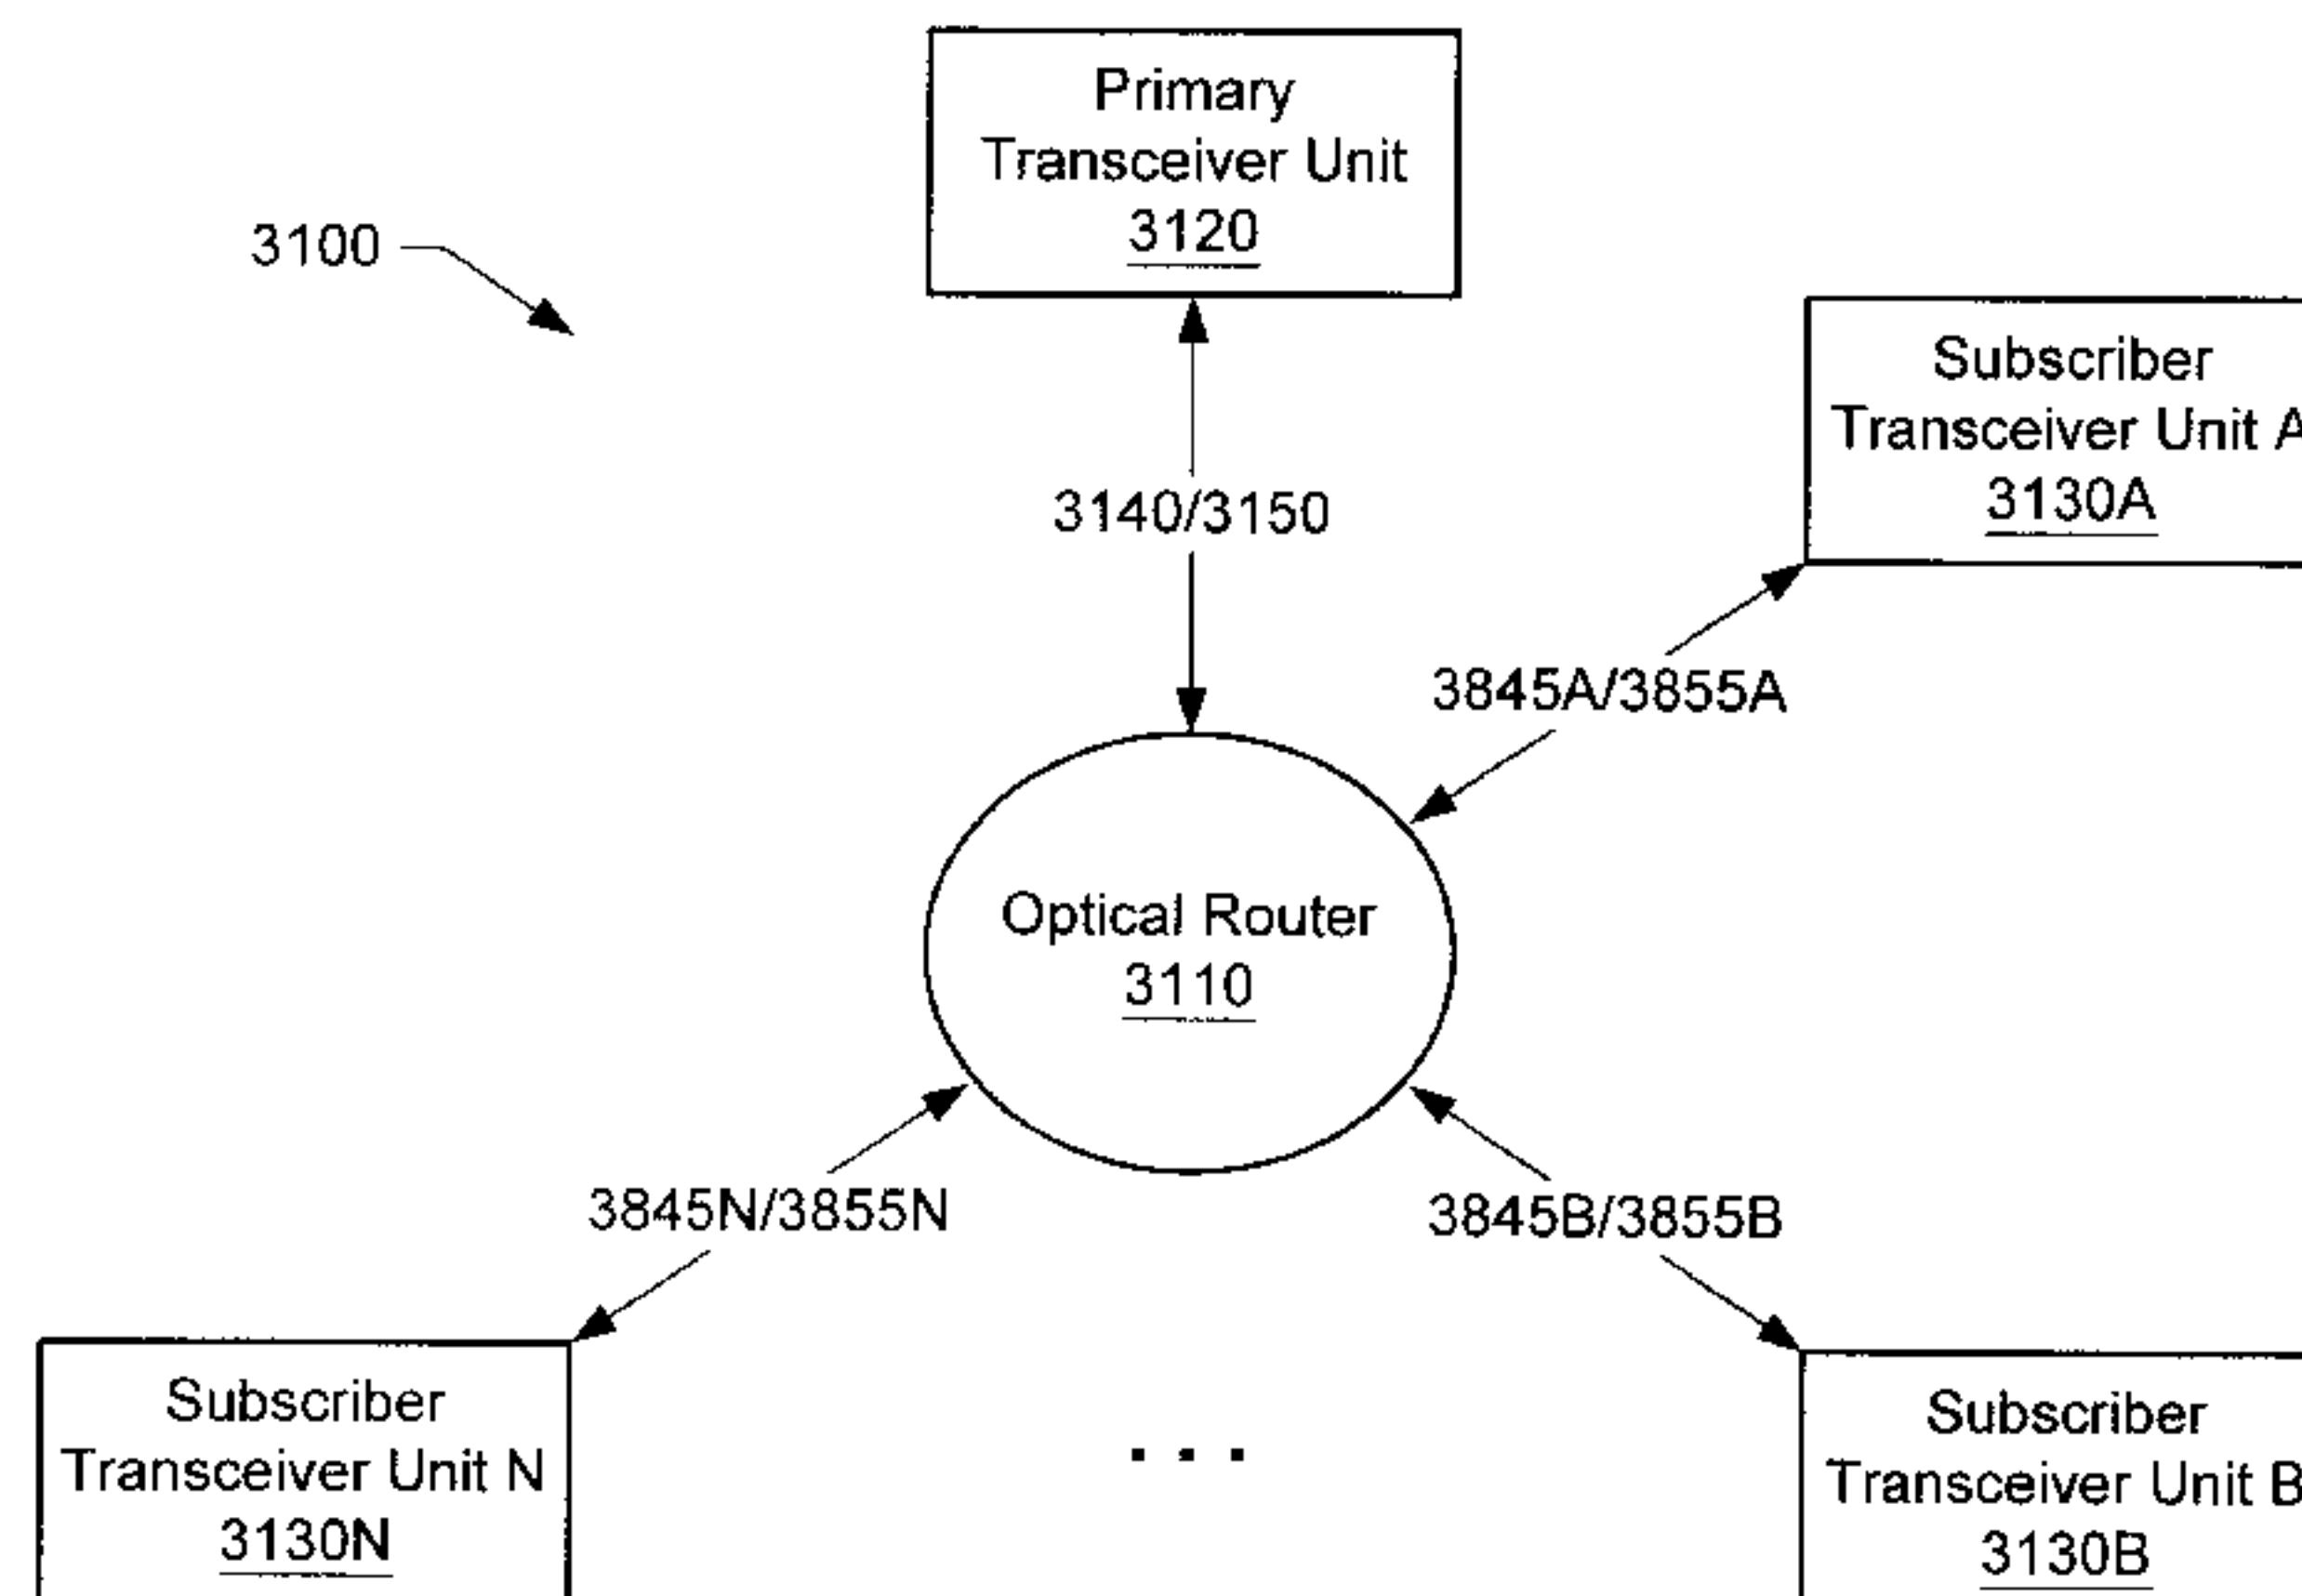 Primary
Transceiver Unit
3120
3100
Subscriber
Transceiver Unit A
3130A
3140/3150
3845A/3855A
Optical Router
3110
3845N/3855N
3845B/3855B
Subscriber
Transceiver Unit N
3130N
. . .
Subscriber
Transceiver Unit B
3130B